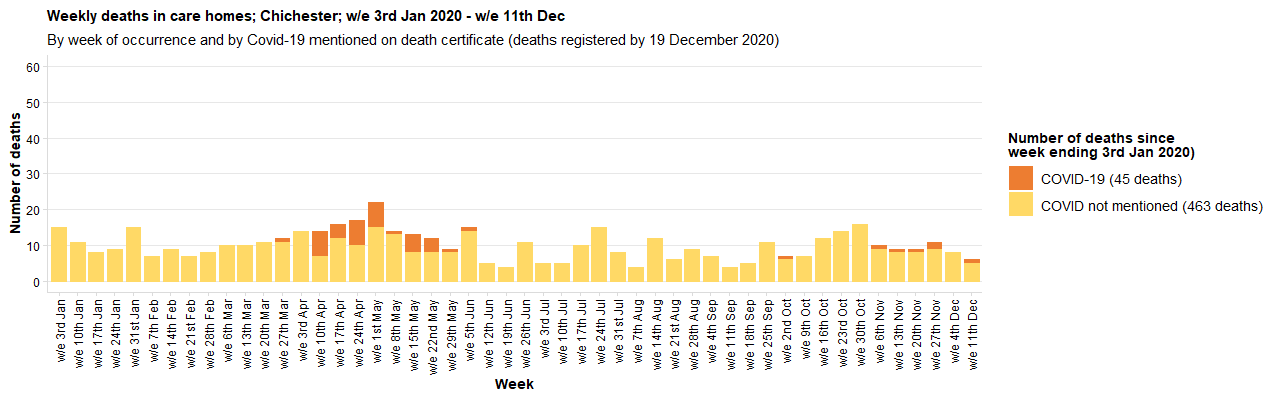 Weekly deaths in care homes; Chichester; w/e 3rd Jan 2020 - w/e 11th Dec
By week of occurrence and by Covid-19 mentioned on death certificate (deaths registered by 19 December 2020)
Number of deaths
60
50
40
30
20
10
0
w/e 3rd Jan
w/e 10th Jan
w/e 17th Jan
w/e 24th Jan
w/e 31st Jan
w/e 7th Feb
w/e 14th Feb
w/e 21st Feb
w/e 28th Feb
w/e 6th Mar
w/e 13th Mar
w/e 20th Mar
w/e 27th Mar
w/e 3rd Apr
w/e 10th Apr
w/e 17th Apr
w/e 24th Apr
w/e 1st May
w/e 8th May
w/e 15th May
w/e 22nd May
w/e 29th May
w/e 5th Jun
w/e 12th Jun
w/e 19th Jun
w/e 26th Jun
w/e 3rd Jul
w/e 10th Jul
w/e 17th Jul
w/e 24th Jul
w/e 31st Jul
w/e 7th Aug
w/e 14th Aug
w/e 21st Aug
w/e 28th Aug
w/e 4th Sep
w/e 11th Sep
w/e 18th Sep
w/e 25th Sep
w/e 2nd Oct
w/e 9th Oct
w/e 16th Oct
w/e 23rd Oct
w/e 30th Oct
w/e 6th Nov
w/e 13th Nov
w/e 20th Nov
w/e 27th Nov
w/e 4th Dec
w/e 11th Dec
Week
Number of deaths since
week ending 3rd Jan 2020)
COVID-19 (45 deaths)
COVID not mentioned (463 deaths)